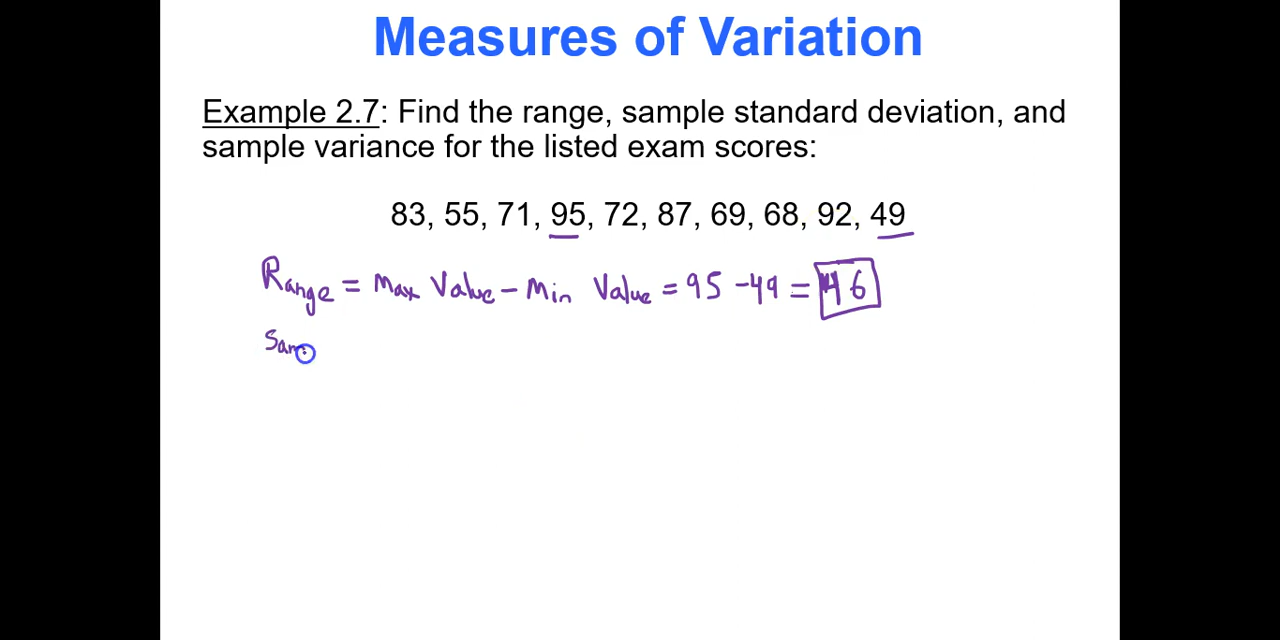 Measures of Variation
Example 2.7: Find the range, sample standard deviation, and
sample variance for the listed exam scores:
83, 55, 71, 95, 72, 87, 69, 68, 92, 49
Range = Max Value - Min Value = 95 - 49 = 46
Sam